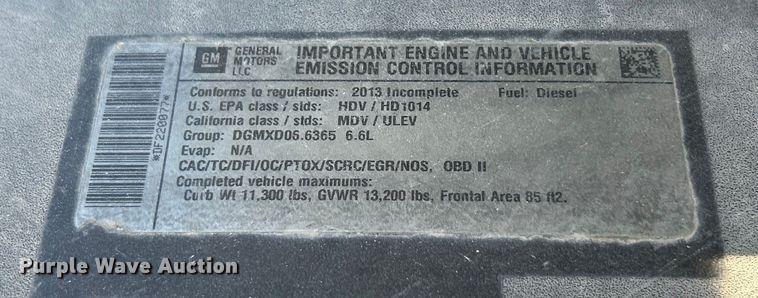 GM
GENERAL MOTORS LLC
IMPORTANT ENGINE AND VEHICLE
EMISSION CONTROL INFORMATION
*DF220077*
Conforms to regulations: 2013 Incomplete Fuel: Diesel
U.S. EPA class / stds: HDV / HD1014
California class / stds: MDV / ULEV
Group: DGMXD06.6365 6.6L
Evap: N/A
CAC/TC/DFI/OC/PTOX/SCRC/EGR/NOS, OBD II
Completed vehicle maximums:
Curb Wt 11,300 lbs, GVWR 13,200 lbs, Frontal Area 85 ft2.
Purple Wave Auction